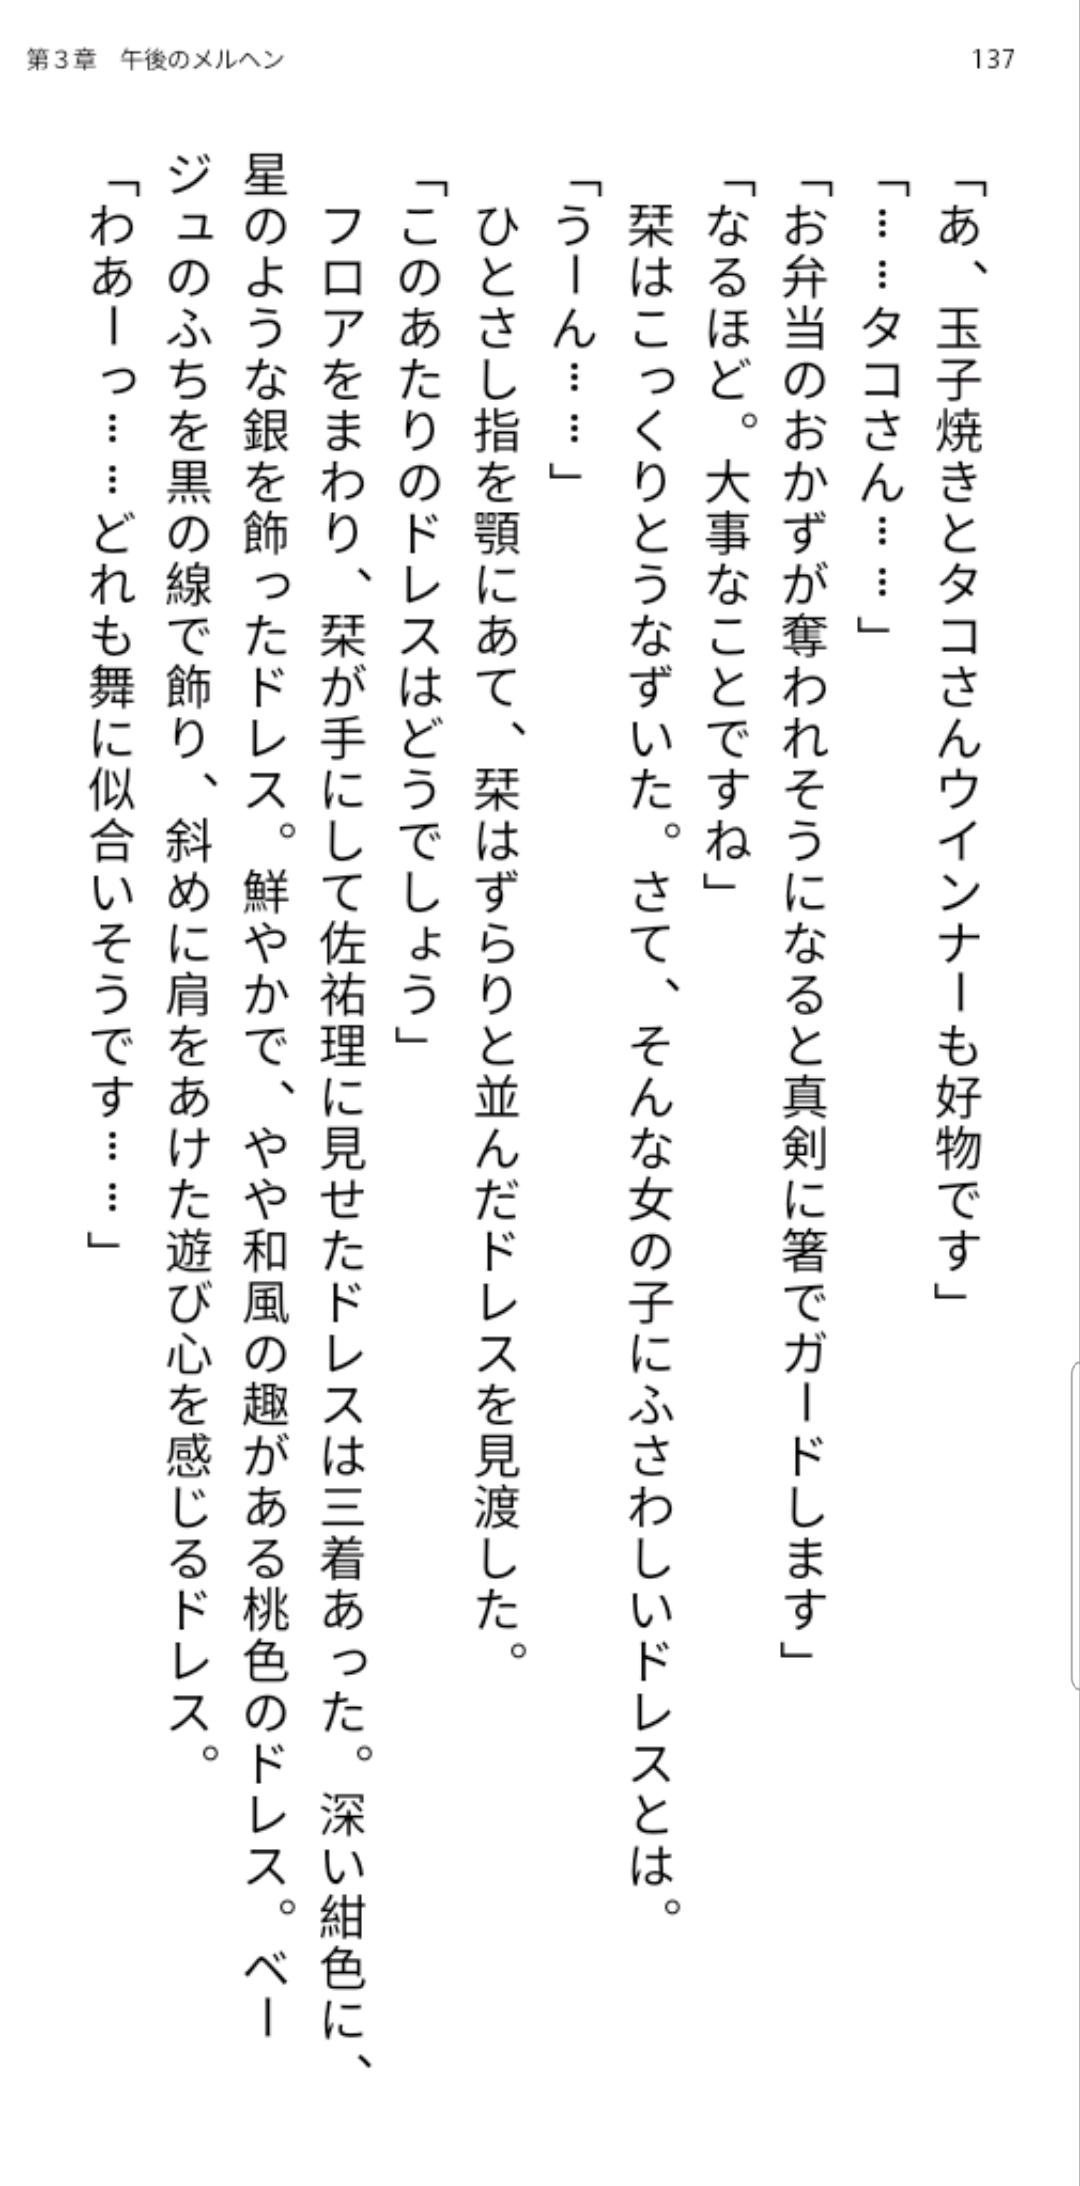 第３章　午後のメルヘン
137
「あ、玉子焼きとタコさんウインナーも好物です」
「……タコさん……」
「お弁当のおかずが奪われそうになると真剣に箸でガードします」
「なるほど。大事なことですね」
　栞はこっくりとうなずいた。さて、そんな女の子にふさわしいドレスとは。
「うーん……」
　ひとさし指を顎にあて、栞はずらりと並んだドレスを見渡した。
「このあたりのドレスはどうでしょう」
　フロアをまわり、栞が手にして佐祐理に見せたドレスは三着あった。深い紺色に、
星のような銀を飾ったドレス。鮮やかで、やや和風の趣がある桃色のドレス。ベー
ジュのふちを黒の線で飾り、斜めに肩をあけた遊び心を感じるドレス。
「わあーっ……どれも舞に似合いそうです……」